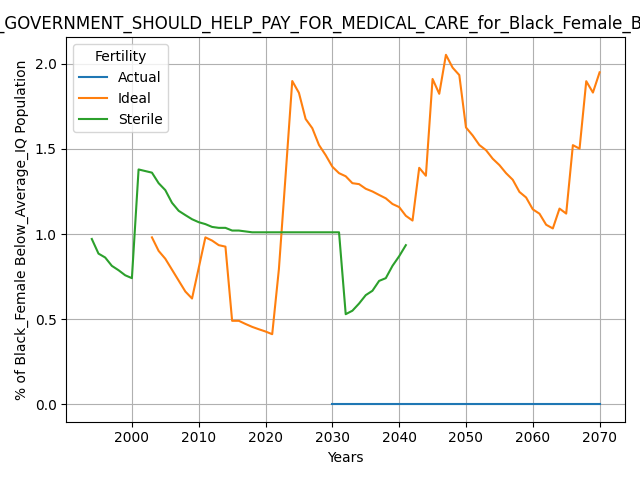 _GOVERNMENT_SHOULD_HELP_PAY_FOR_MEDICAL_CARE_for_Black_Female_B
Fertility
Actual
Ideal
Sterile
% of Black_Female Below_Average_IQ Population
2.0
1.5
1.0
0.5
0.0
2000 2010 2020 2030 2040 2050 2060 2070
Years